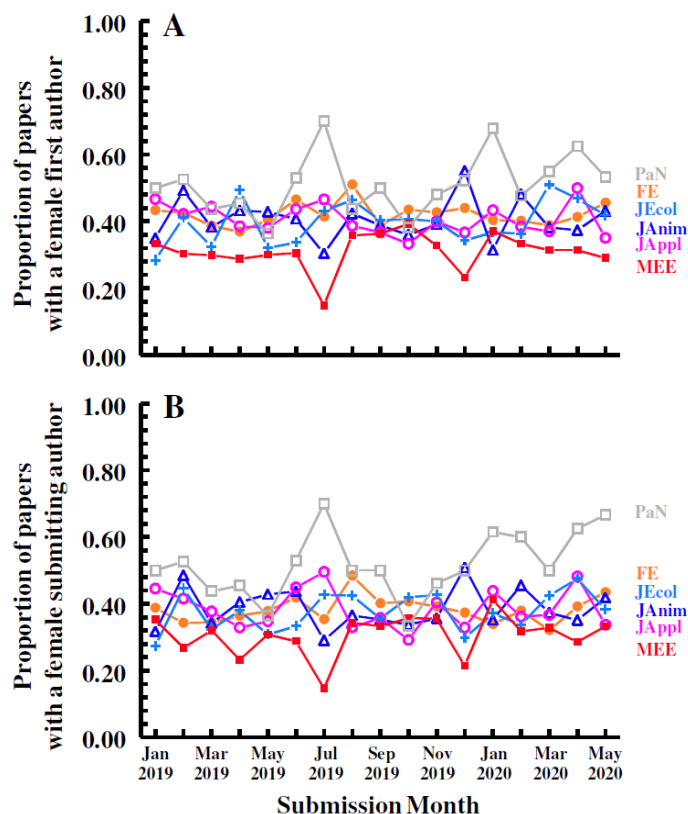 A
1.00
0.80
0.60
0.40
0.20
0.00
Proportion of papers
with a female first author
PaN
FE
JEcol
JAnim
JAppl
MEE
B
1.00
0.80
0.60
0.40
0.20
0.00
Proportion of papers
with a female submitting author
PaN
FE
JEcol
JAnim
JAppl
MEE
Jan Mar May Jul Sep Nov Jan Mar May
2019 2019 2019 2019 2019 2019 2020 2020 2020
Submission Month